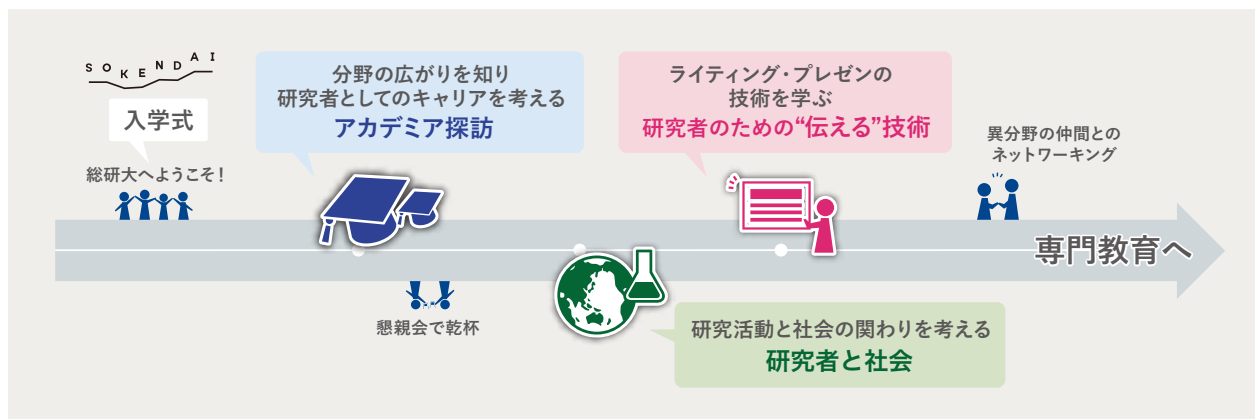 SOKENDAI
入学式
総研大へようこそ！
分野の広がりを知り
研究者としてのキャリアを考える
アカデミア探訪
懇親会で乾杯
研究活動と社会の関わりを考える
研究者と社会
ライティング・プレゼンの
技術を学ぶ
研究者のための“伝える”技術
異分野の仲間との
ネットワーキング
専門教育へ